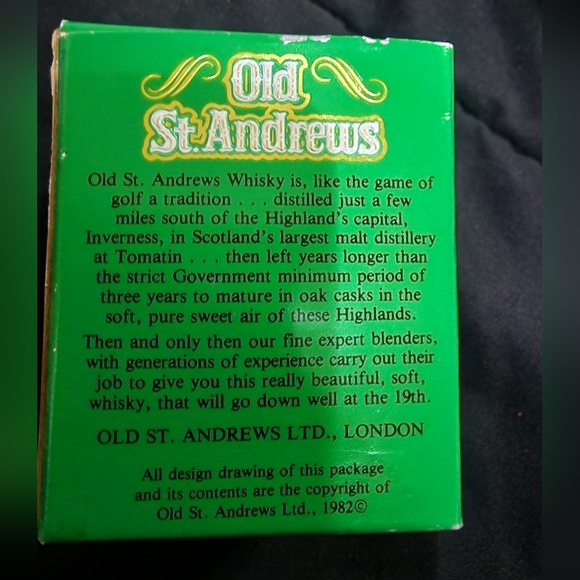 Old
St. Andrews
Old St. Andrews Whisky is, like the game of
golf a tradition . . . distilled just a few
miles south of the Highland's capital,
Inverness, in Scotland's largest malt distillery
at Tomatin . . . then left years longer than
the strict Government minimum period of
three years to mature in oak casks in the
soft, pure sweet air of these Highlands.
Then and only then our fine expert blenders,
with generations of experience carry out their
job to give you this really beautiful, soft,
whisky, that will go down well at the 19th.
OLD ST. ANDREWS LTD., LONDON
All design drawing of this package
and its contents are the copyright of
Old St. Andrews Ltd., 1982©